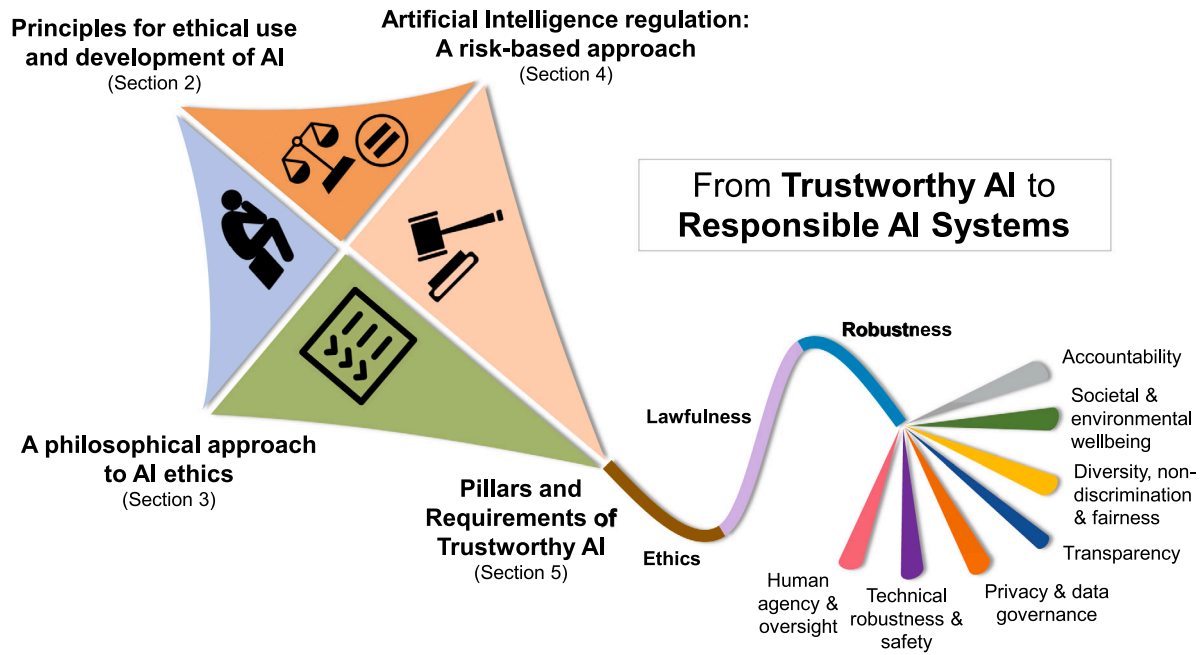 Principles for ethical use
and development of AI
(Section 2)
Artificial Intelligence regulation:
A risk-based approach
(Section 4)
From Trustworthy AI to
Responsible AI Systems
A philosophical approach
to AI ethics
(Section 3)
Pillars and
Requirements of
Trustworthy AI
(Section 5)
Ethics
Lawfulness
Robustness
Accountability
Societal &
environmental
wellbeing
Diversity, non-
discrimination
& fairness
Transparency
Privacy & data
governance
Technical
robustness &
safety
Human
agency &
oversight